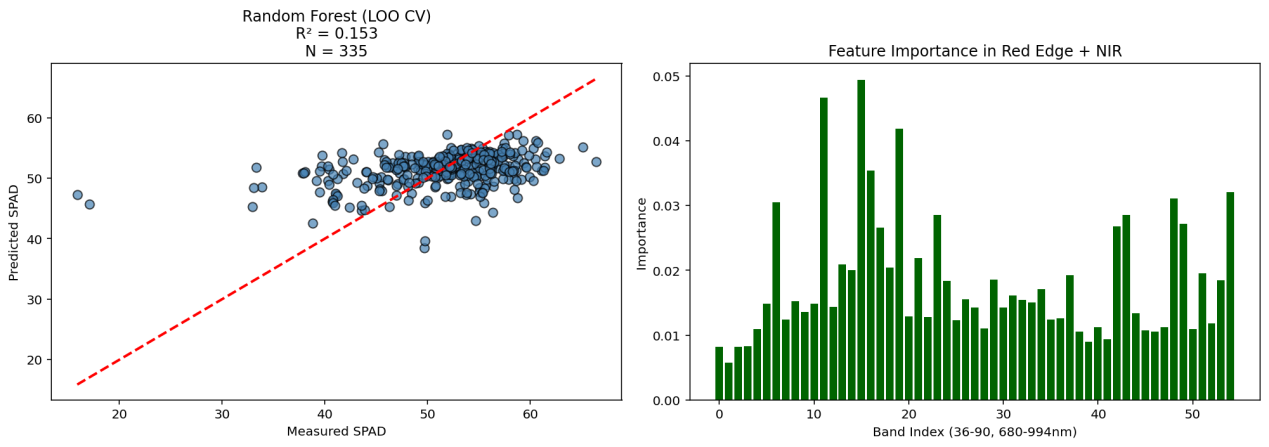 Random Forest (LOO CV)
R² = 0.153
N = 335
Predicted SPAD
60
50
40
30
20
20 30 40 50 60
Measured SPAD
Feature Importance in Red Edge + NIR
Importance
0.05
0.04
0.03
0.02
0.01
0.00
0 10 20 30 40 50
Band Index (36-90, 680-994nm)